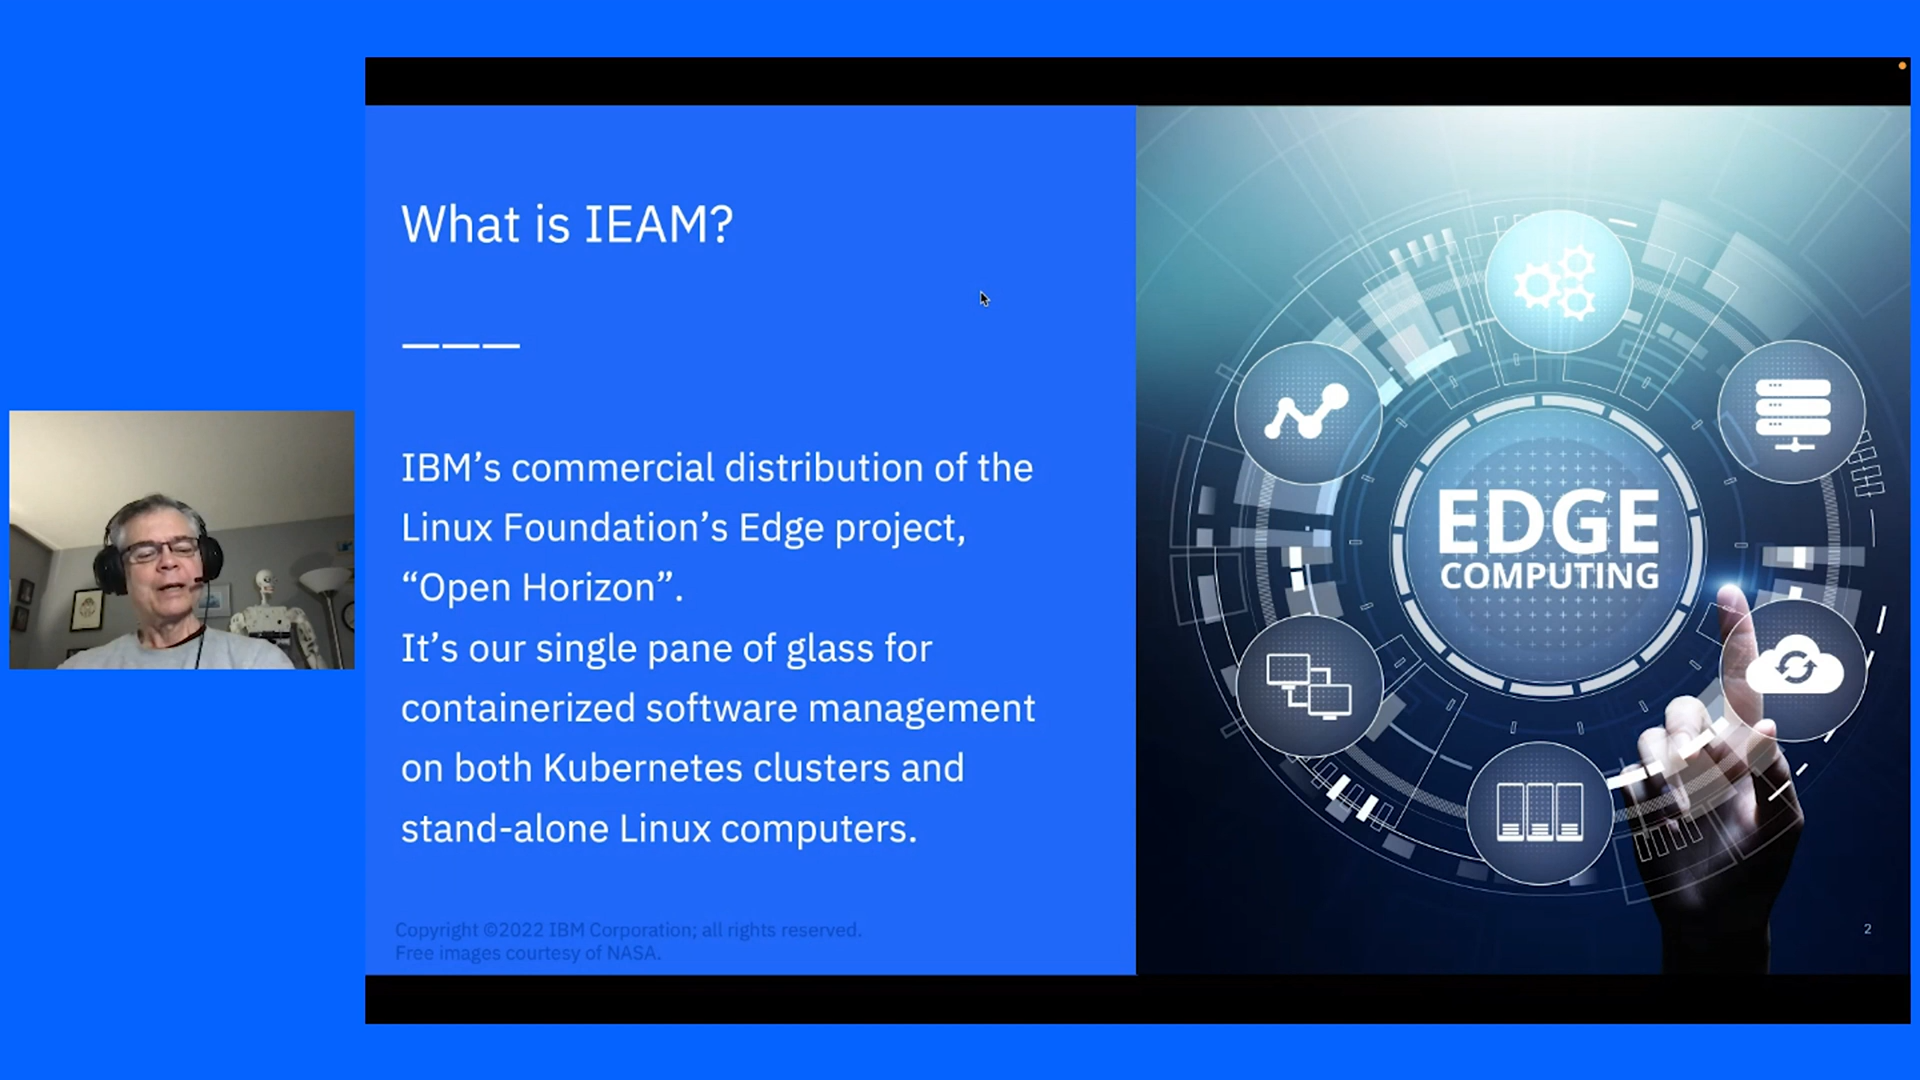 What is IEAM?
IBM’s commercial distribution of the
Linux Foundation’s Edge project,
“Open Horizon”.
It’s our single pane of glass for
containerized software management
on both Kubernetes clusters and
stand-alone Linux computers.
Copyright ©2022 IBM Corporation; all rights reserved.
Free images courtesy of NASA.
EDGE
COMPUTING
2